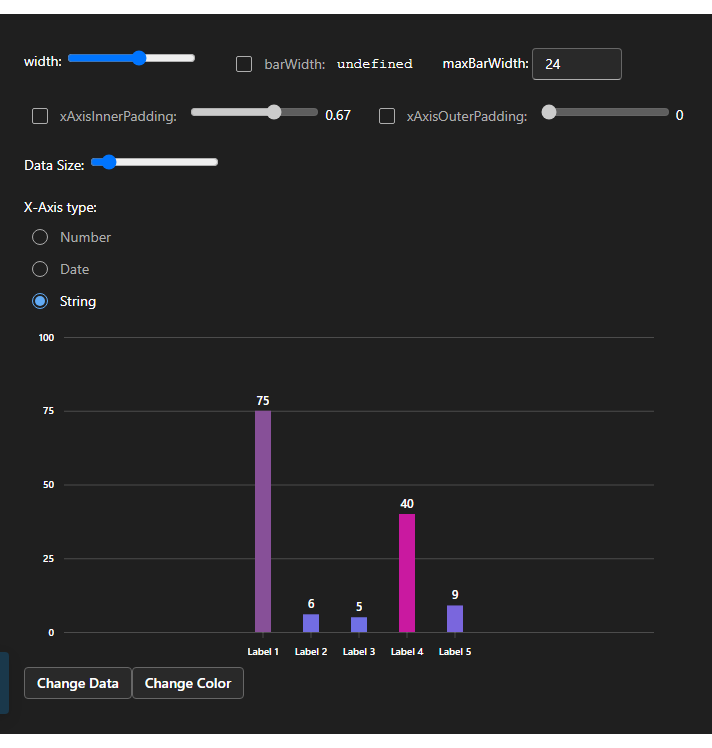 width: barWidth: undefined maxBarWidth: 24
xAxisInnerPadding: 0.67 xAxisOuterPadding: 0
Data Size:
X-Axis type:
Number
Date
String
100
75
75
50
40
25
9
6
5
0
Label 1 Label 2 Label 3 Label 4 Label 5
Change Data Change Color